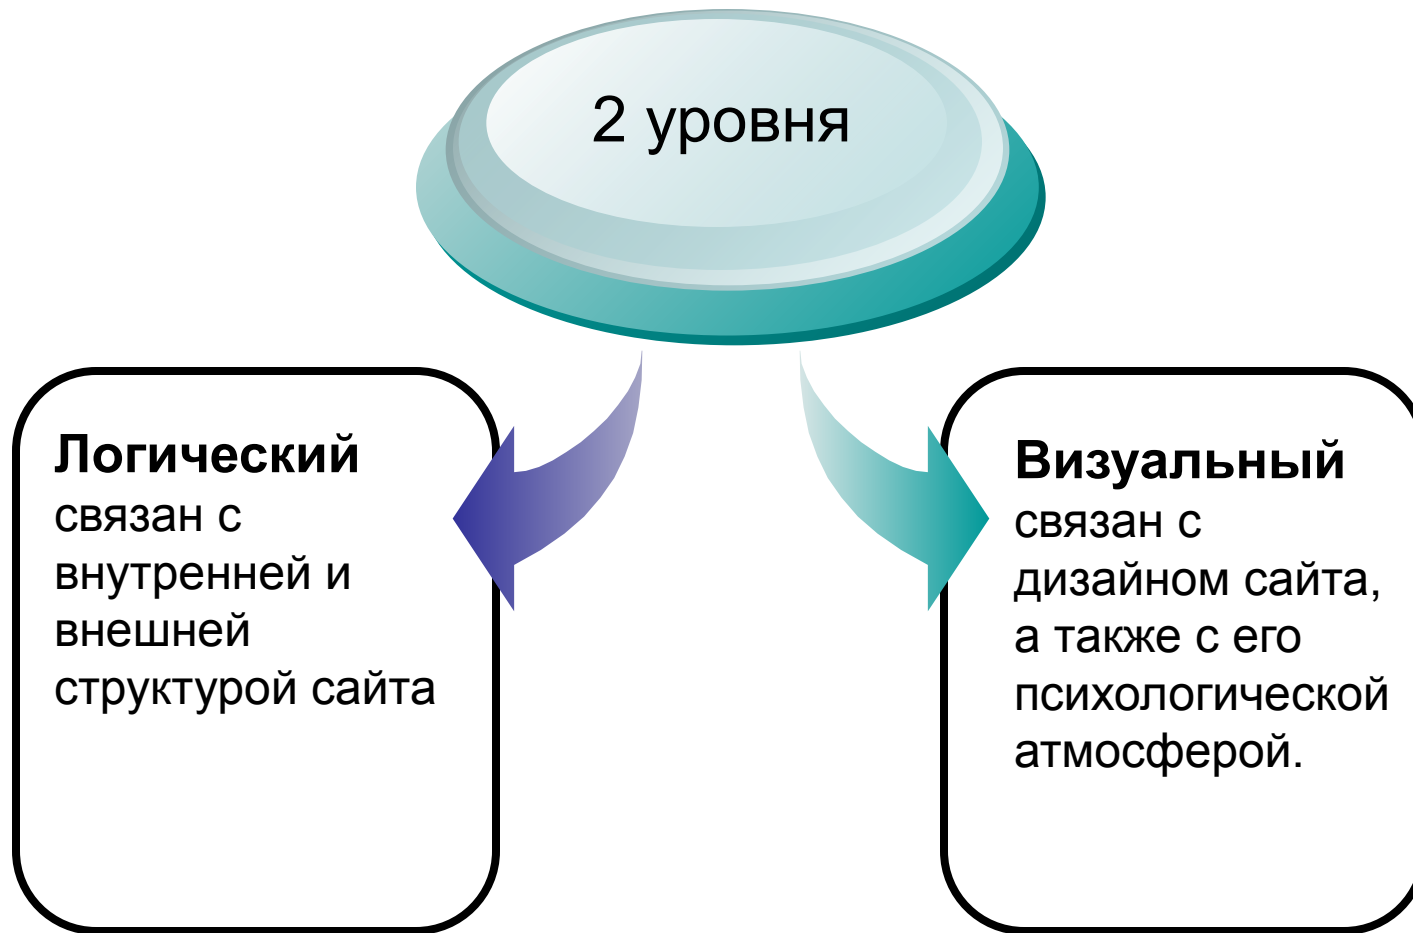 2 уровня
Логический
связан с
внутренней и
внешней
структурой сайта
Визуальный
связан с
дизайном сайта,
а также с его
психологической
атмосферой.